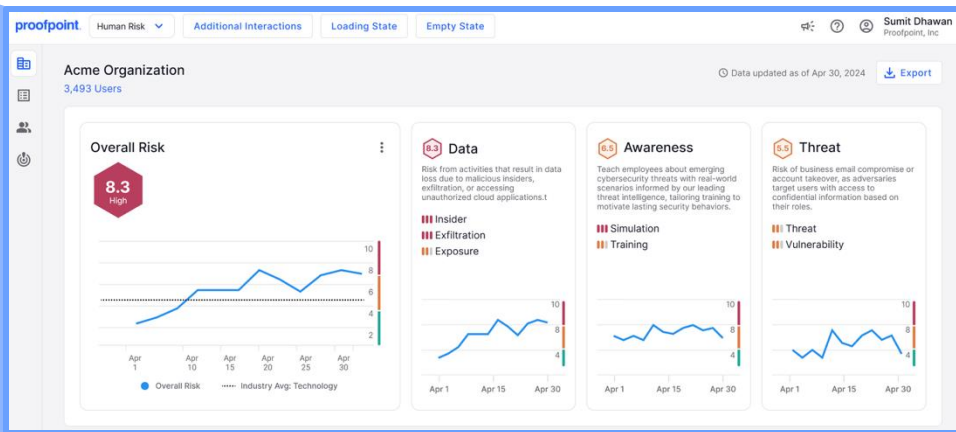 proofpoint. Human Risk Additional Interactions Loading State Empty State Sumit Dhawan
Proofpoint, Inc
Acme Organization
3,493 Users
Data updated as of Apr 30, 2024 Export
Overall Risk
8.3
High
10
8
6
4
2
Apr 1 Apr 10 Apr 15 Apr 20 Apr 25 Apr 30
Overall Risk Industry Avg: Technology
8.3 Data
Risk from activities that result in data
loss due to malicious insiders,
exfiltration, or accessing
unauthorized cloud applications.t
Insider
Exfiltration
Exposure
10
8
4
Apr 1 Apr 15 Apr 30
6.5 Awareness
Teach employees about emerging
cybersecurity threats with real-world
scenarios informed by our leading
threat intelligence, tailoring training to
motivate lasting security behaviors.
Simulation
Training
10
8
4
Apr 1 Apr 15 Apr 30
5.5 Threat
Risk of business email compromise or
account takeover, as adversaries
target users with access to
confidential information based on
their roles.
Threat
Vulnerability
10
8
4
Apr 1 Apr 15 Apr 30